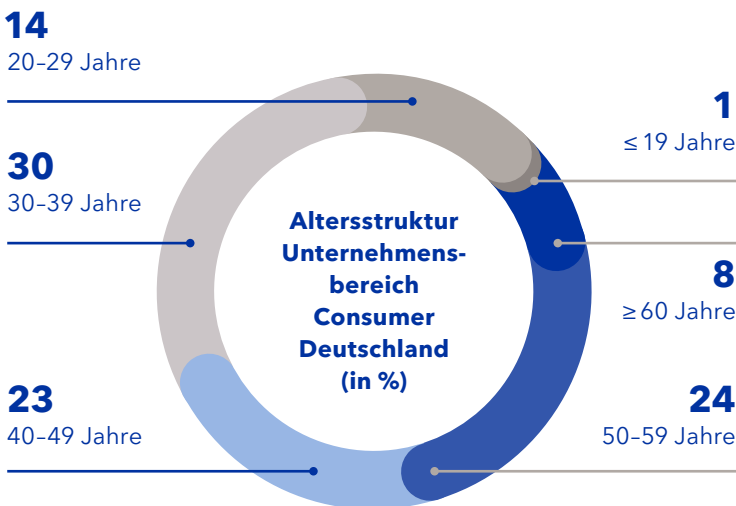 14
20–29 Jahre
30
30–39 Jahre
23
40–49 Jahre
Altersstruktur
Unternehmens-
bereich
Consumer
Deutschland
(in %)
1
≤ 19 Jahre
8
≥ 60 Jahre
24
50–59 Jahre